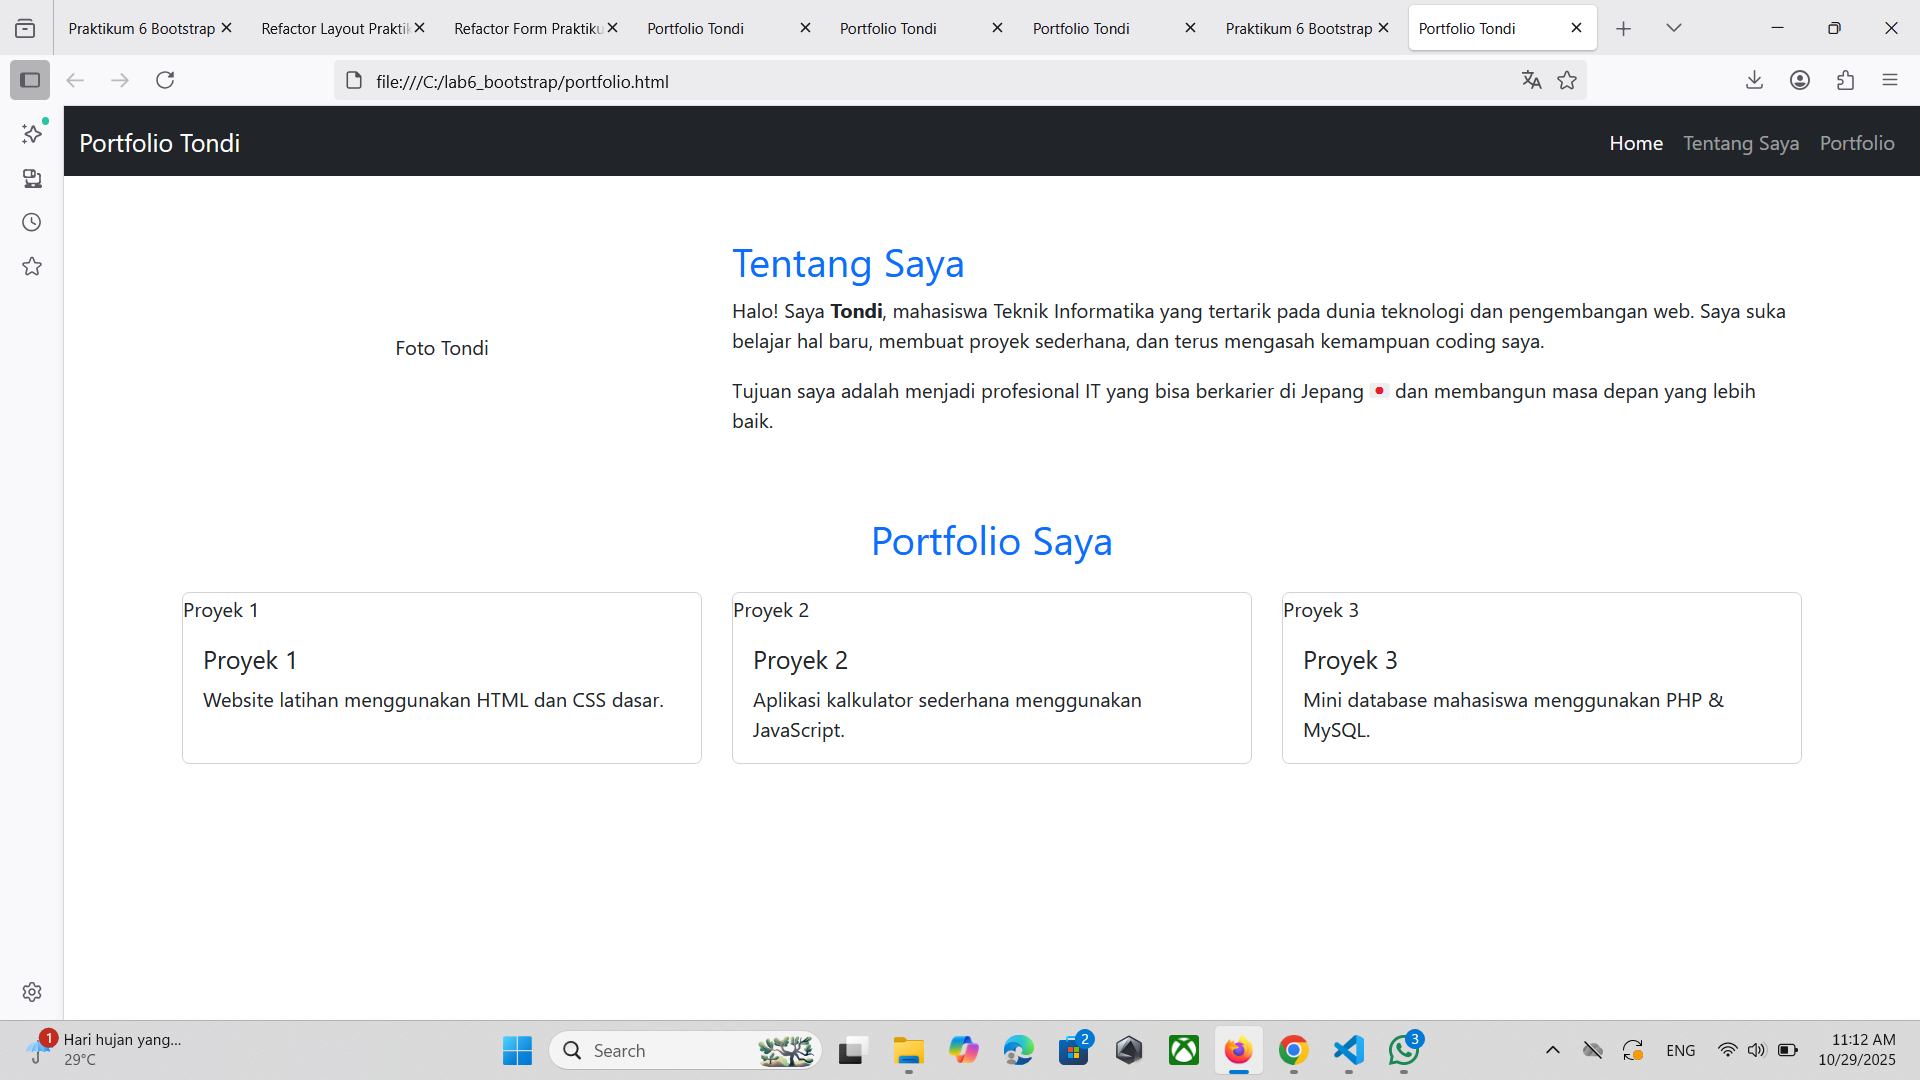 Praktikum 6 Bootstrap
Refactor Layout Prakti
Refactor Form Praktiku
Portfolio Tondi
Portfolio Tondi
Portfolio Tondi
Praktikum 6 Bootstrap
Portfolio Tondi
file:///C:/lab6_bootstrap/portfolio.html
Portfolio Tondi
Home
Tentang Saya
Portfolio
Foto Tondi
Tentang Saya
Halo! Saya Tondi, mahasiswa Teknik Informatika yang tertarik pada dunia teknologi dan pengembangan web. Saya suka
belajar hal baru, membuat proyek sederhana, dan terus mengasah kemampuan coding saya.
Tujuan saya adalah menjadi profesional IT yang bisa berkarier di Jepang 🇯🇵 dan membangun masa depan yang lebih
baik.
Portfolio Saya
Proyek 1
Proyek 1
Website latihan menggunakan HTML dan CSS dasar.
Proyek 2
Proyek 2
Aplikasi kalkulator sederhana menggunakan
JavaScript.
Proyek 3
Proyek 3
Mini database mahasiswa menggunakan PHP &
MySQL.
1
Hari hujan yang...
29°C
Search
2
3
ENG
11:12 AM
10/29/2025